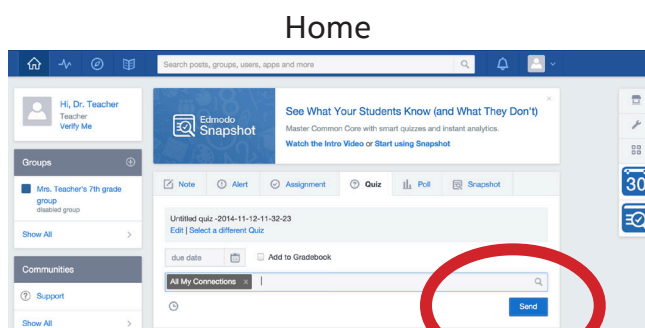 Home
Search posts, groups, users, apps and more
Hi, Dr. Teacher
Teacher
Verify Me
Groups
Mrs. Teacher's 7th grade
group
disabled group
Show All
Communities
Support
Show All
Edmodo
Snapshot
See What Your Students Know (and What They Don't)
Master Common Core with smart quizzes and instant analytics.
Watch the Intro Video or Start using Snapshot
Note Alert Assignment Quiz Poll Snapshot
Untitled quiz -2014-11-12-11-32-23
Edit | Select a different Quiz
due date Add to Gradebook
All My Connections x
Send
30